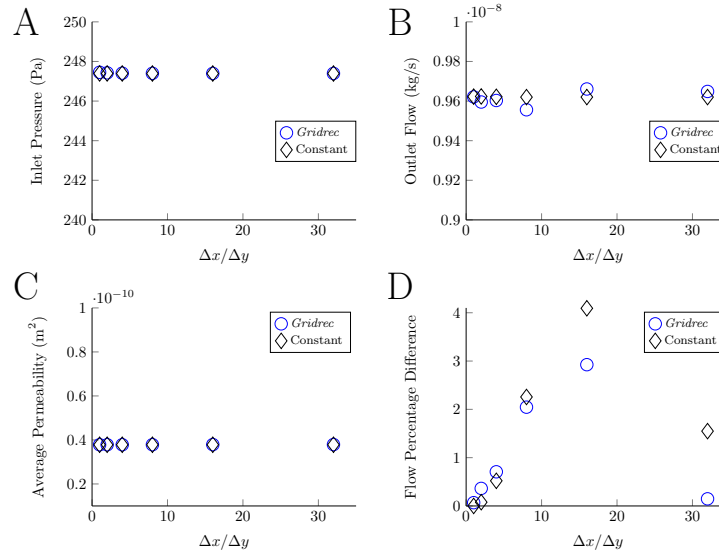 A
250
248
246
244
242
240
0
10
20
30
Δx/Δy
Inlet Pressure (Pa)
Gridrec
Constant
B
1
·10⁻⁸
0.98
0.96
0.94
0.92
0.9
0
10
20
30
Δx/Δy
Outlet Flow (kg/s)
Gridrec
Constant
C
1
·10⁻¹⁰
0.8
0.6
0.4
0.2
0
10
20
30
Δx/Δy
Average Permeability (m²)
Gridrec
Constant
D
4
3
2
1
0
0
10
20
30
Δx/Δy
Flow Percentage Difference
Gridrec
Constant